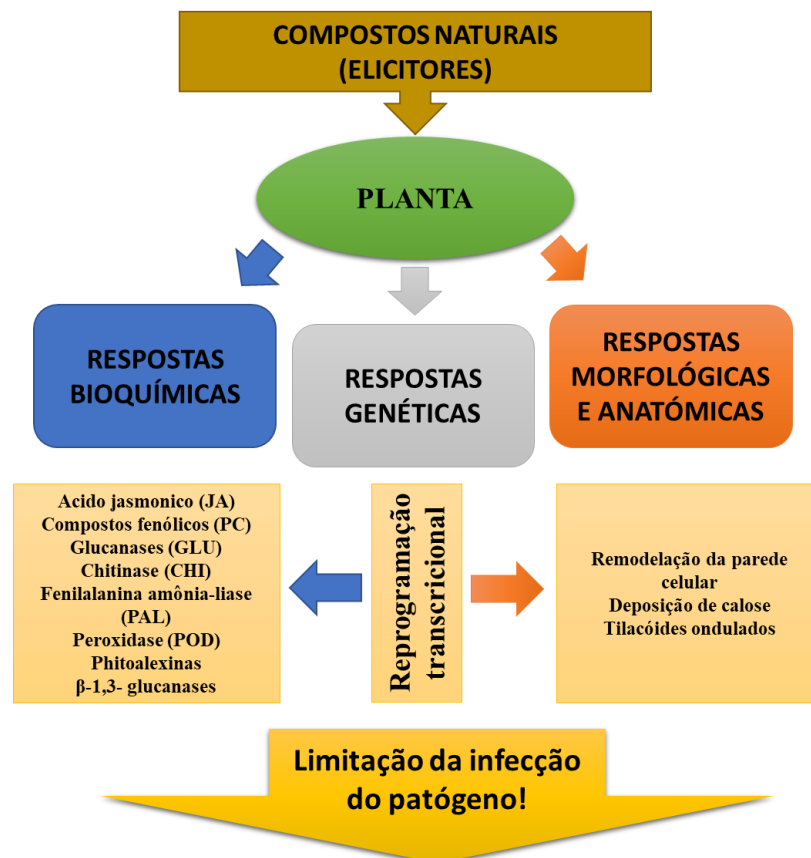 COMPOSTOS NATURAIS
(ELICITORES)
PLANTA
RESPOSTAS
BIOQUÍMICAS
RESPOSTAS
GENÉTICAS
RESPOSTAS
MORFOLÓGICAS
E ANATÓMICAS
Acido jasmonico (JA)
Compostos fenólicos (PC)
Glucanases (GLU)
Chitinase (CHI)
Fenilalanina amônia-liase
(PAL)
Peroxidase (POD)
Phitoalexinas
β-1,3- glucanases
Reprogramação
transcricional
Remodelação da parede
celular
Deposição de calose
Tilacóides ondulados
Limitação da infecção
do patógeno!